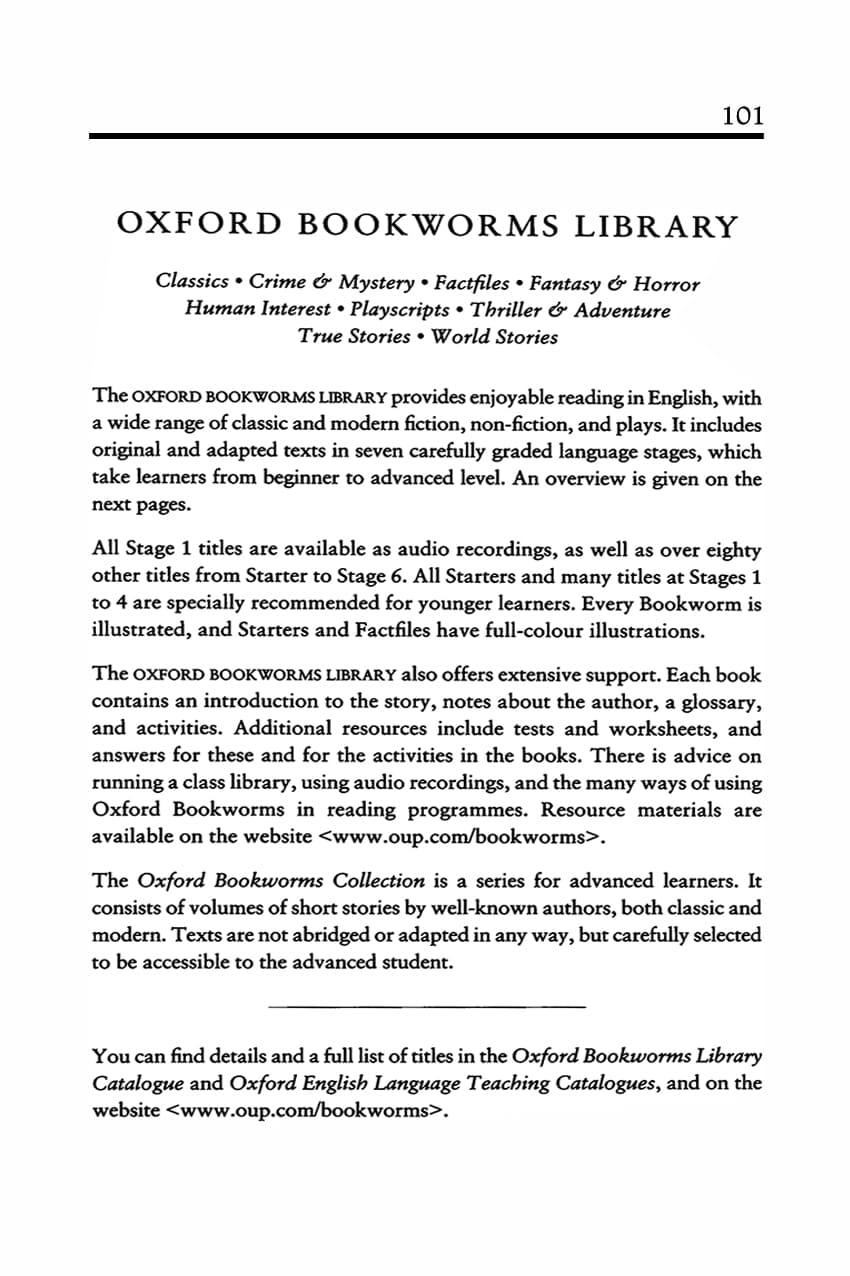 101
OXFORD BOOKWORMS LIBRARY
Classics • Crime & Mystery • Factfiles • Fantasy & Horror
Human Interest • Playscripts • Thriller & Adventure
True Stories • World Stories
The OXFORD BOOKWORMS LIBRARY provides enjoyable reading in English, with
a wide range of classic and modern fiction, non-fiction, and plays. It includes
original and adapted texts in seven carefully graded language stages, which
take learners from beginner to advanced level. An overview is given on the
next pages.
All Stage 1 titles are available as audio recordings, as well as over eighty
other titles from Starter to Stage 6. All Starters and many titles at Stages 1
to 4 are specially recommended for younger learners. Every Bookworm is
illustrated, and Starters and Factfiles have full-colour illustrations.
The OXFORD BOOKWORMS LIBRARY also offers extensive support. Each book
contains an introduction to the story, notes about the author, a glossary,
and activities. Additional resources include tests and worksheets, and
answers for these and for the activities in the books. There is advice on
running a class library, using audio recordings, and the many ways of using
Oxford Bookworms in reading programmes. Resource materials are
available on the website <www.oup.com/bookworms>.
The Oxford Bookworms Collection is a series for advanced learners. It
consists of volumes of short stories by well-known authors, both classic and
modern. Texts are not abridged or adapted in any way, but carefully selected
to be accessible to the advanced student.
You can find details and a full list of titles in the Oxford Bookworms Library
Catalogue and Oxford English Language Teaching Catalogues, and on the
website <www.oup.com/bookworms>.